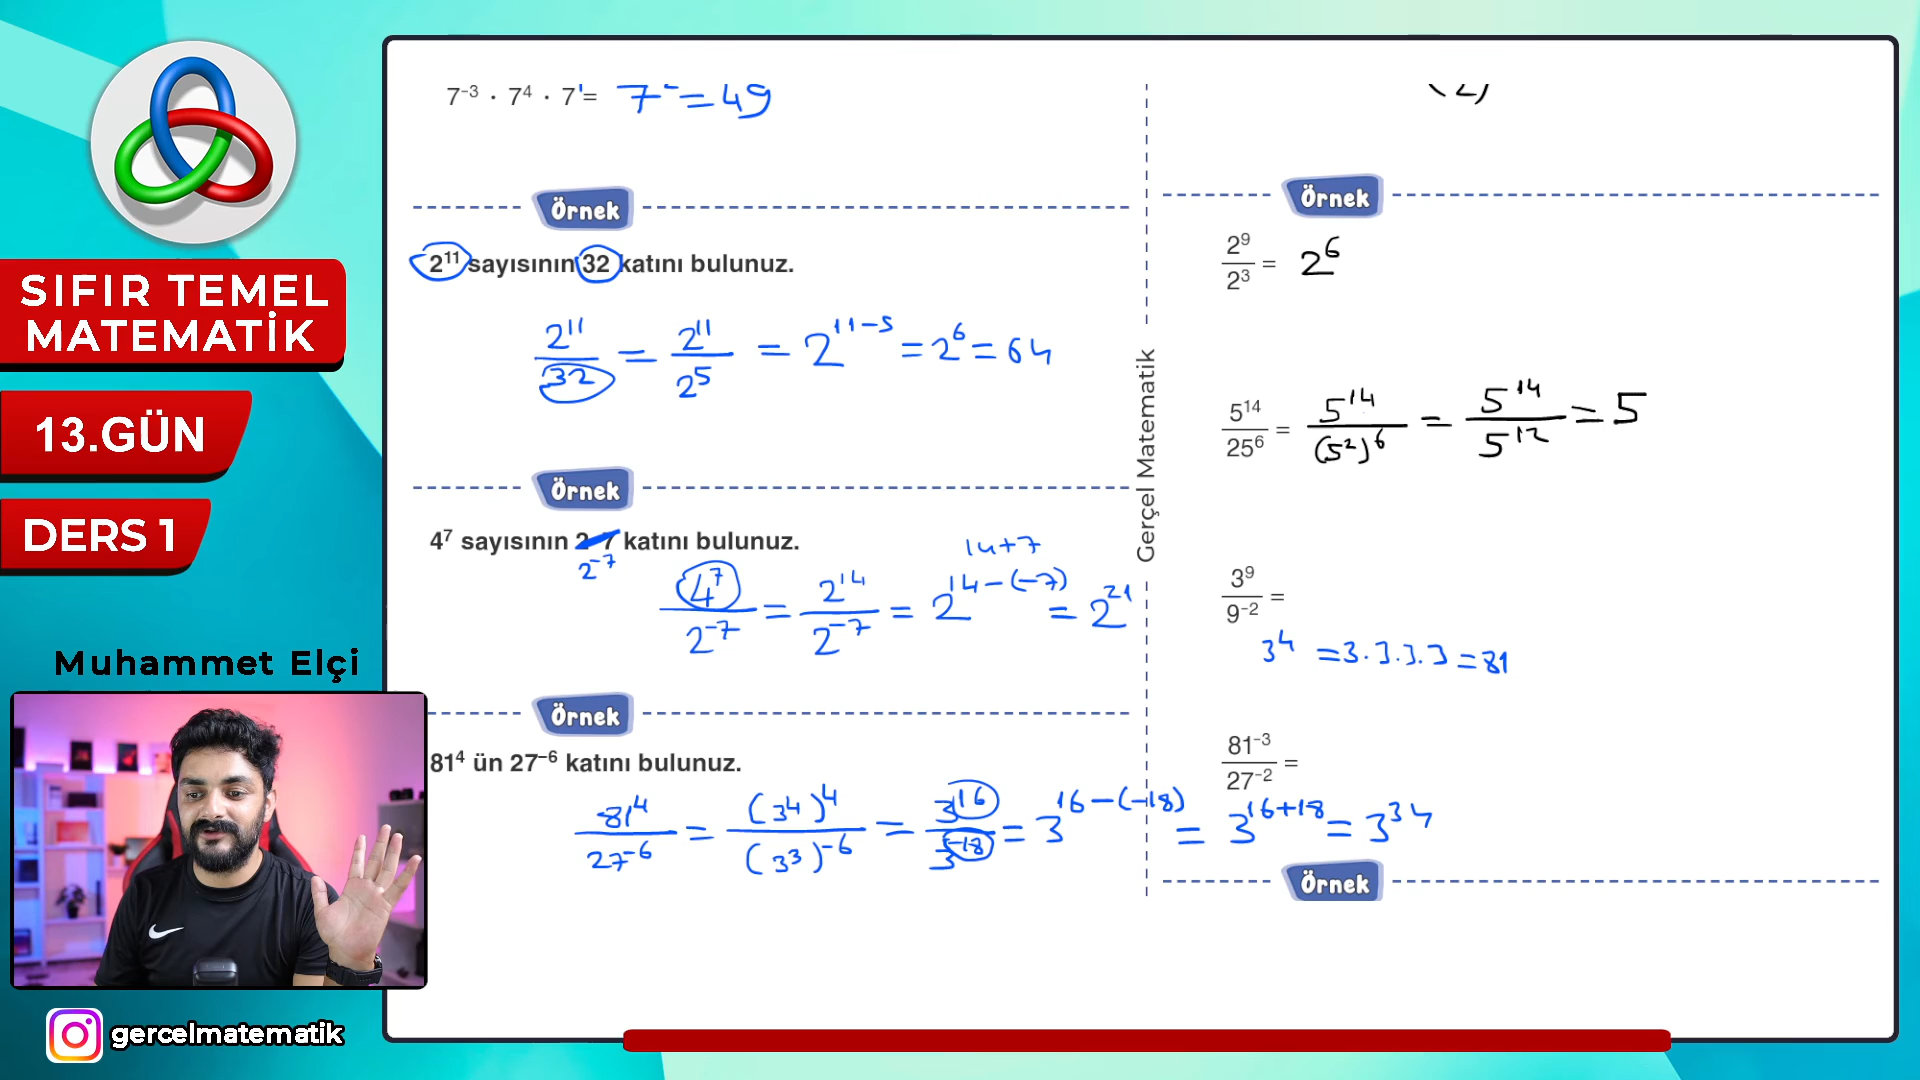 SIFIR TEMEL
MATEMATİK
13.GÜN
DERS 1
Muhammet Elçi
gercelmatematik
7⁻³ · 7⁴ · 7' = 7 = 49
Örnek
2¹¹ sayısının 32 katını bulunuz.
2¹¹/32 = 2¹¹/2⁵ = 2¹¹⁻⁵ = 2⁶ = 64
Örnek
4⁷ sayısının 2-7 katını bulunuz.
2⁻⁷
14+7
4⁷/2⁻⁷ = 2¹⁴/2⁻⁷ = 2¹⁴⁻⁽⁻⁷⁾ = 2²¹
Örnek
81⁴ ün 27⁻⁶ katını bulunuz.
81⁴/27⁻⁶ = (3⁴)⁴/(3³)⁻⁶ = 3¹⁶/3⁻¹⁸ = 3¹⁶⁻⁽⁻¹⁸⁾ = 3¹⁶⁺¹⁸ = 3³⁴
Gerçel Matematik
Örnek
2⁹/2³ = 2⁶
5¹⁴/25⁶ = 5¹⁴/(5²)⁶ = 5¹⁴/5¹² = 5
3⁹/9⁻² =
3⁴ = 3.3.3.3 = 81
81⁻³/27⁻² =
Örnek